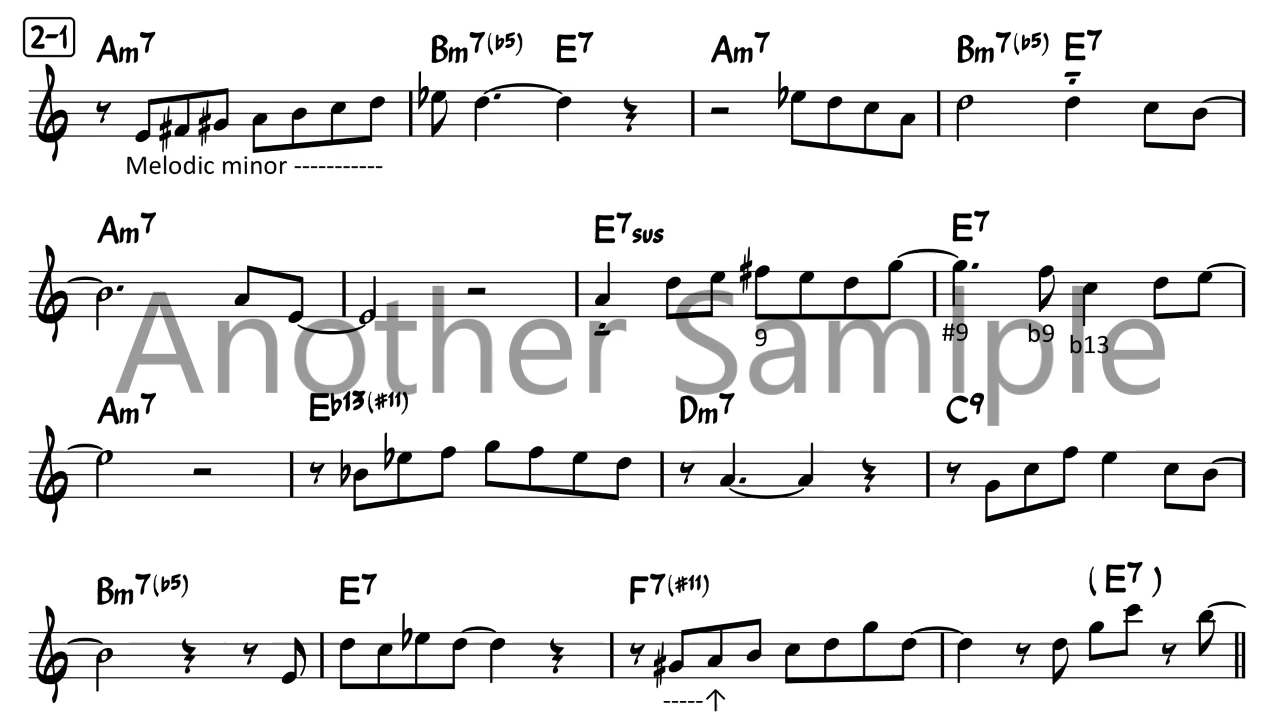 2-1
Am7 Bm7(b5) E7 Am7 Bm7(b5) E7
Melodic minor -----------
Am7 E7sus E7
9 #9 b9 b13
Another Samlple
Am7 Eb13(#11) Dm7 C9
Bm7(b5) E7 F7(#11) ( E7 )
-----↑